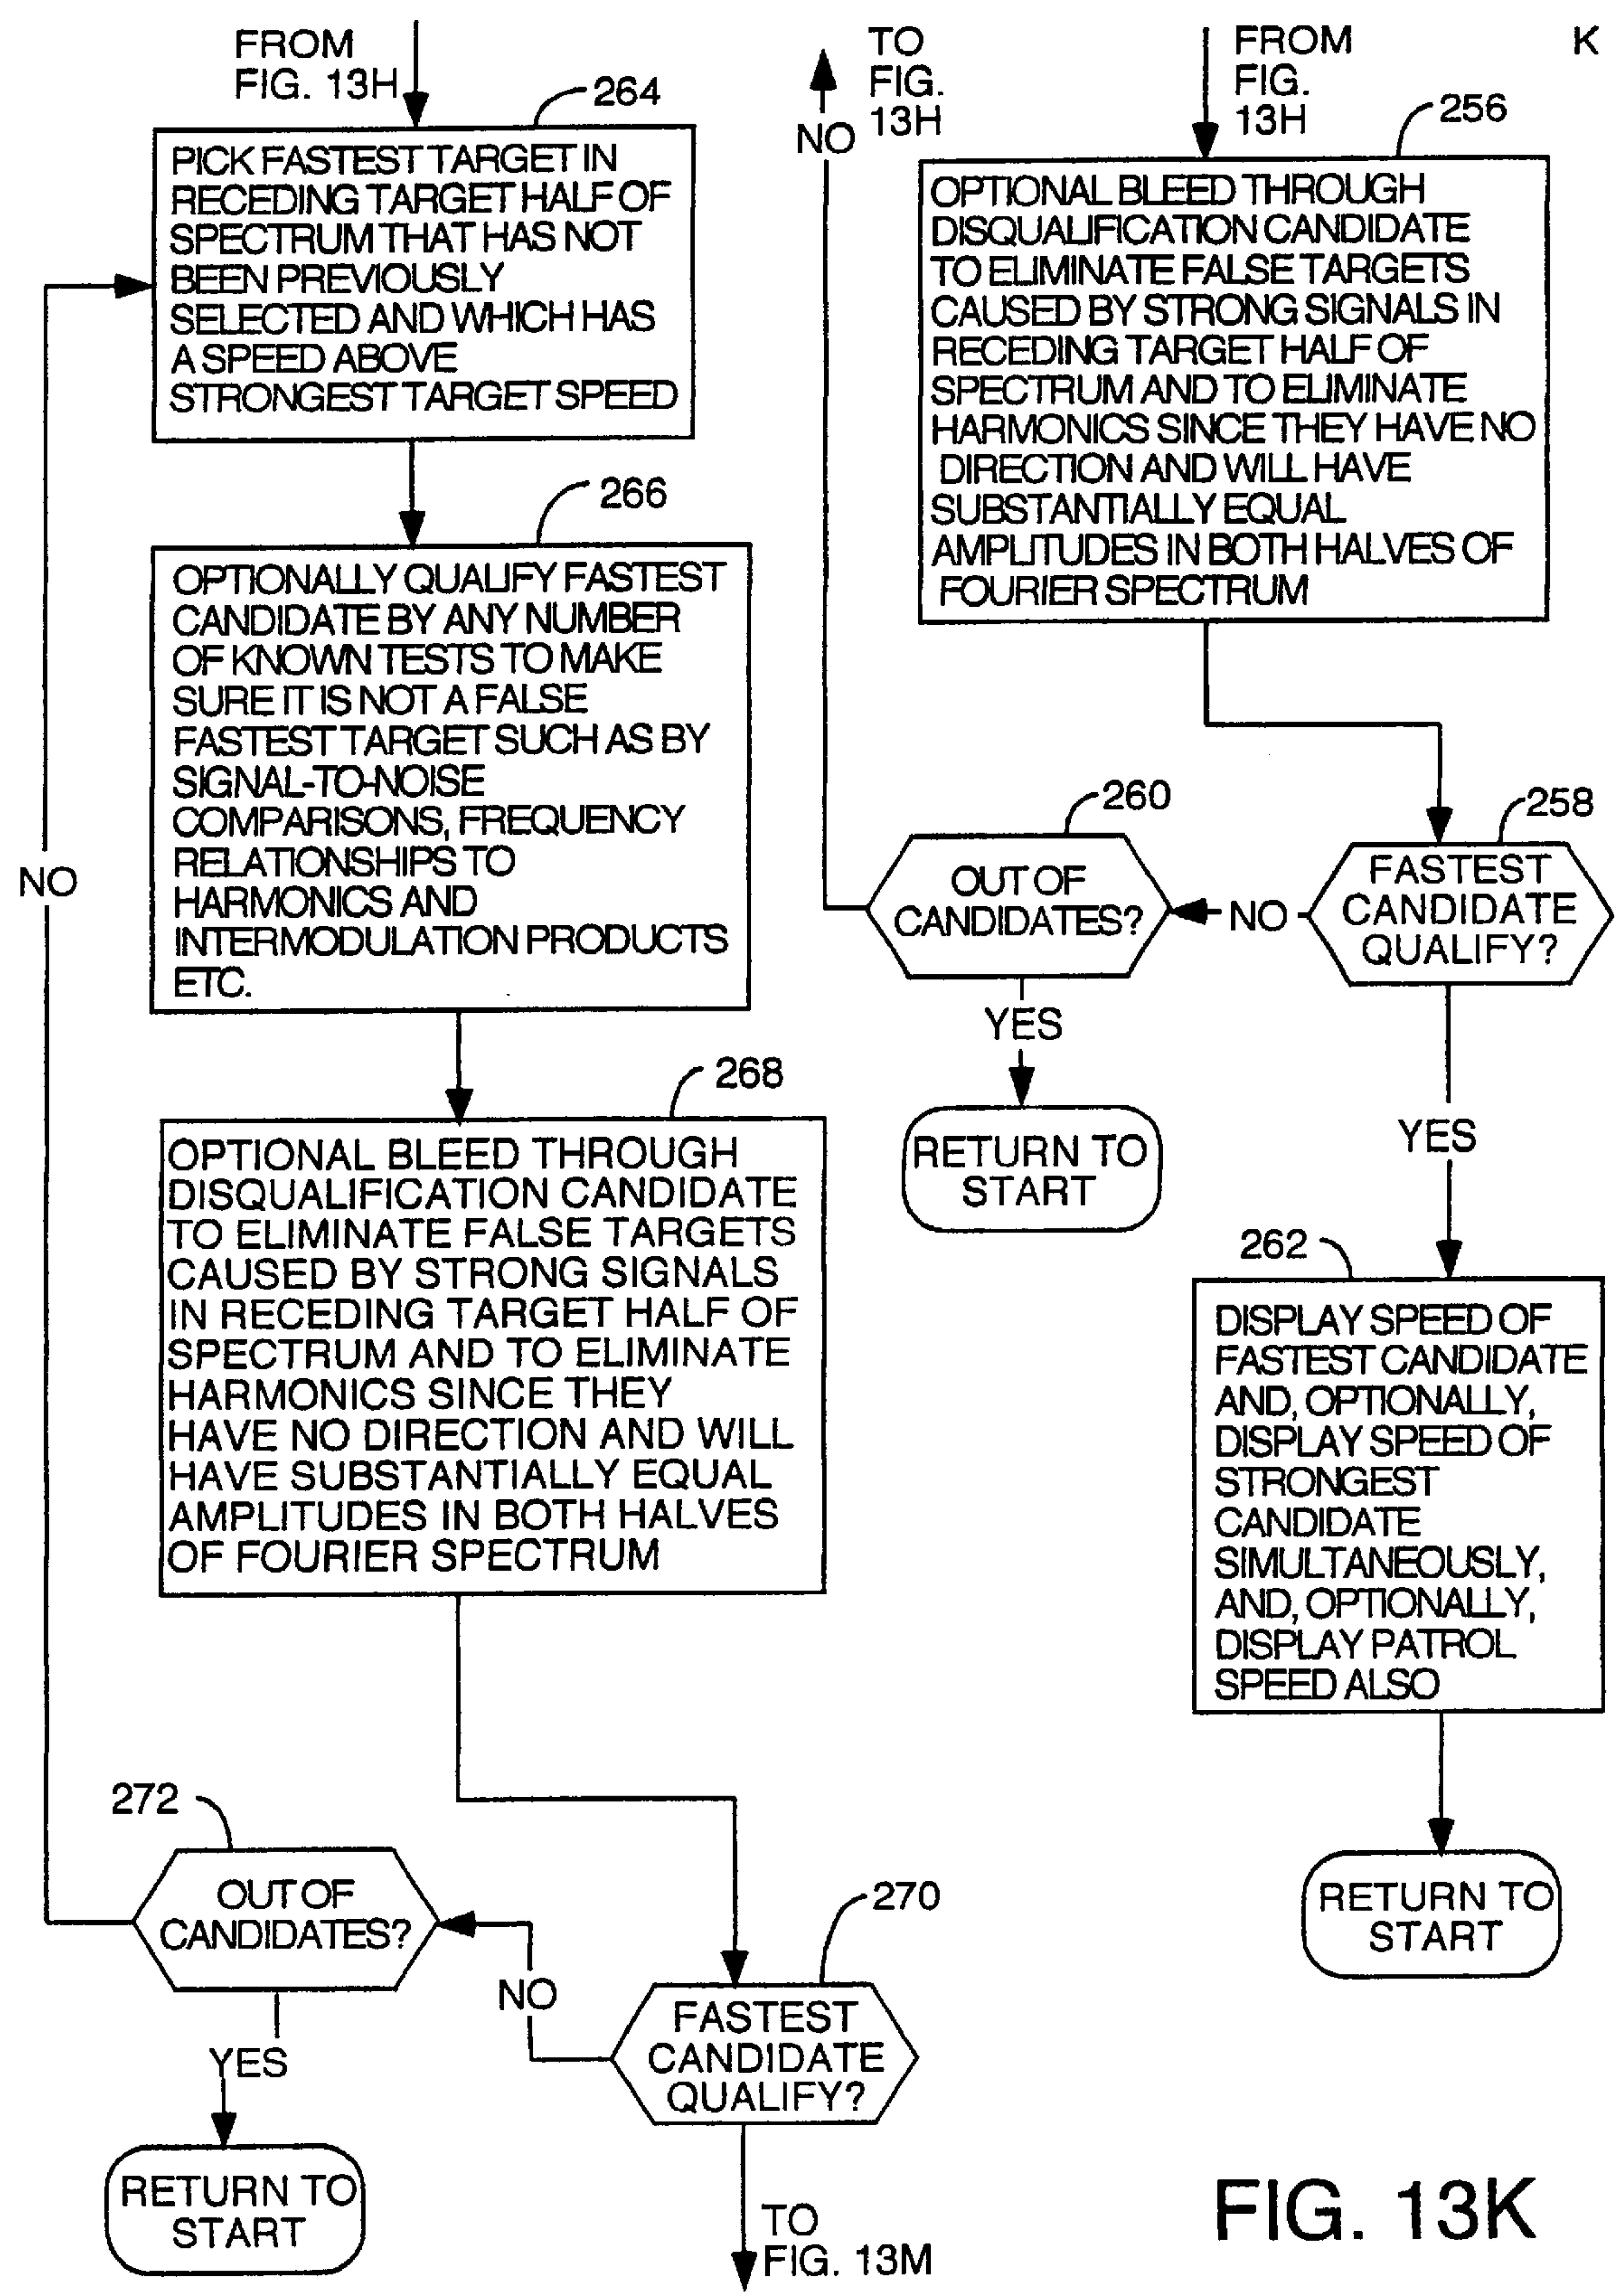 FROM
FIG. 13H
264
PICK FASTEST TARGET IN
RECEDING TARGET HALF OF
SPECTRUM THAT HAS NOT
BEEN PREVIOUSLY
SELECTED AND WHICH HAS
A SPEED ABOVE
STRONGEST TARGET SPEED
266
OPTIONALLY QUALIFY FASTEST
CANDIDATE BY ANY NUMBER
OF KNOWN TESTS TO MAKE
SURE IT IS NOT A FALSE
FASTEST TARGET SUCH AS BY
SIGNAL-TO-NOISE
COMPARISONS, FREQUENCY
RELATIONSHIPS TO
HARMONICS AND
INTERMODULATION PRODUCTS
ETC.
NO
268
OPTIONAL BLEED THROUGH
DISQUALIFICATION CANDIDATE
TO ELIMINATE FALSE TARGETS
CAUSED BY STRONG SIGNALS
IN RECEDING TARGET HALF OF
SPECTRUM AND TO ELIMINATE
HARMONICS SINCE THEY
HAVE NO DIRECTION AND WILL
HAVE SUBSTANTIALLY EQUAL
AMPLITUDES IN BOTH HALVES
OF FOURIER SPECTRUM
272
OUT OF
CANDIDATES?
NO
270
FASTEST
CANDIDATE
QUALIFY?
YES
RETURN TO
START
TO
FIG. 13M
TO
FIG.
13H
NO
FROM
FIG.
13H
K
256
OPTIONAL BLEED THROUGH
DISQUALIFICATION CANDIDATE
TO ELIMINATE FALSE TARGETS
CAUSED BY STRONG SIGNALS IN
RECEDING TARGET HALF OF
SPECTRUM AND TO ELIMINATE
HARMONICS SINCE THEY HAVE NO
DIRECTION AND WILL HAVE
SUBSTANTIALLY EQUAL
AMPLITUDES IN BOTH HALVES OF
FOURIER SPECTRUM
260
OUT OF
CANDIDATES?
NO
258
FASTEST
CANDIDATE
QUALIFY?
YES
RETURN TO
START
YES
262
DISPLAY SPEED OF
FASTEST CANDIDATE
AND, OPTIONALLY,
DISPLAY SPEED OF
STRONGEST
CANDIDATE
SIMULTANEOUSLY,
AND, OPTIONALLY,
DISPLAY PATROL
SPEED ALSO
RETURN TO
START
FIG. 13K